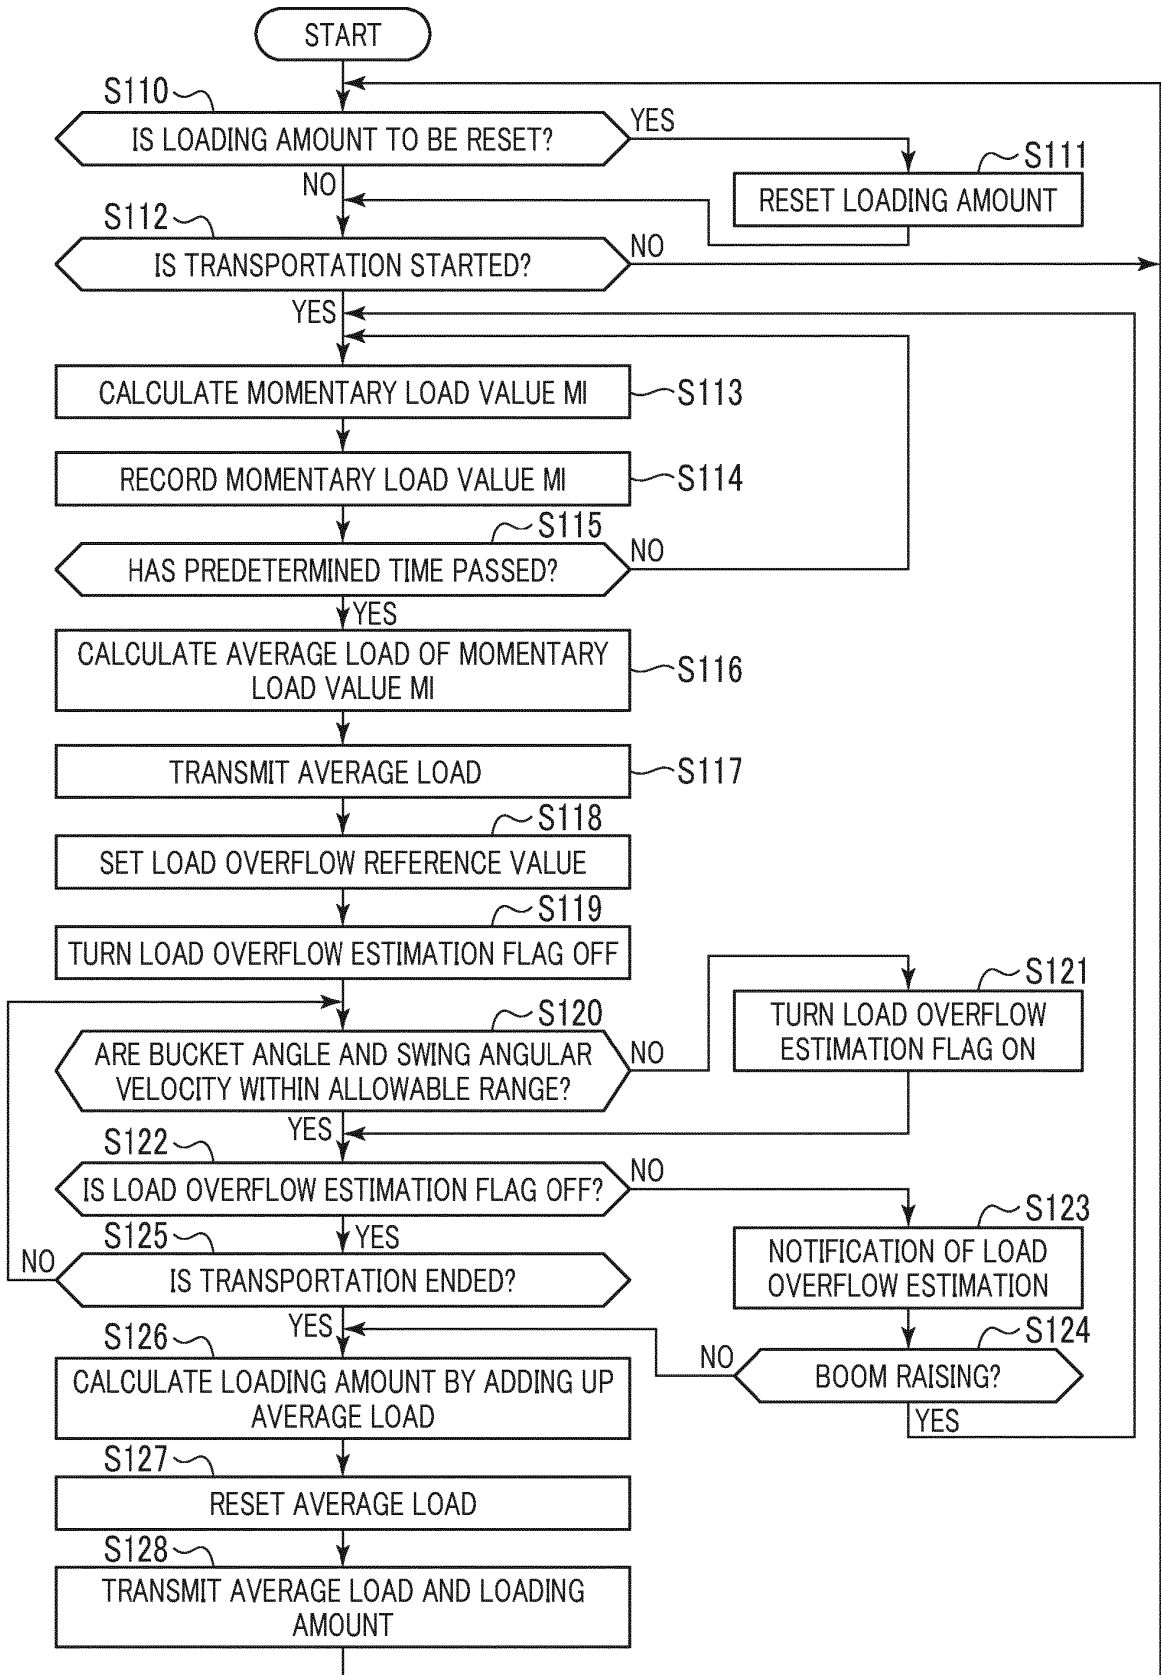 START
S110
IS LOADING AMOUNT TO BE RESET?
YES
S111
RESET LOADING AMOUNT
NO
S112
IS TRANSPORTATION STARTED?
NO
YES
CALCULATE MOMENTARY LOAD VALUE MI
S113
RECORD MOMENTARY LOAD VALUE MI
S114
S115
HAS PREDETERMINED TIME PASSED?
NO
YES
CALCULATE AVERAGE LOAD OF MOMENTARY
LOAD VALUE MI
S116
TRANSMIT AVERAGE LOAD
S117
S118
SET LOAD OVERFLOW REFERENCE VALUE
S119
TURN LOAD OVERFLOW ESTIMATION FLAG OFF
S120
ARE BUCKET ANGLE AND SWING ANGULAR
VELOCITY WITHIN ALLOWABLE RANGE?
NO
S121
TURN LOAD OVERFLOW
ESTIMATION FLAG ON
YES
S122
IS LOAD OVERFLOW ESTIMATION FLAG OFF?
NO
S123
NOTIFICATION OF LOAD
OVERFLOW ESTIMATION
YES
S125
IS TRANSPORTATION ENDED?
NO
YES
S124
BOOM RAISING?
NO
YES
S126
CALCULATE LOADING AMOUNT BY ADDING UP
AVERAGE LOAD
S127
RESET AVERAGE LOAD
S128
TRANSMIT AVERAGE LOAD AND LOADING
AMOUNT